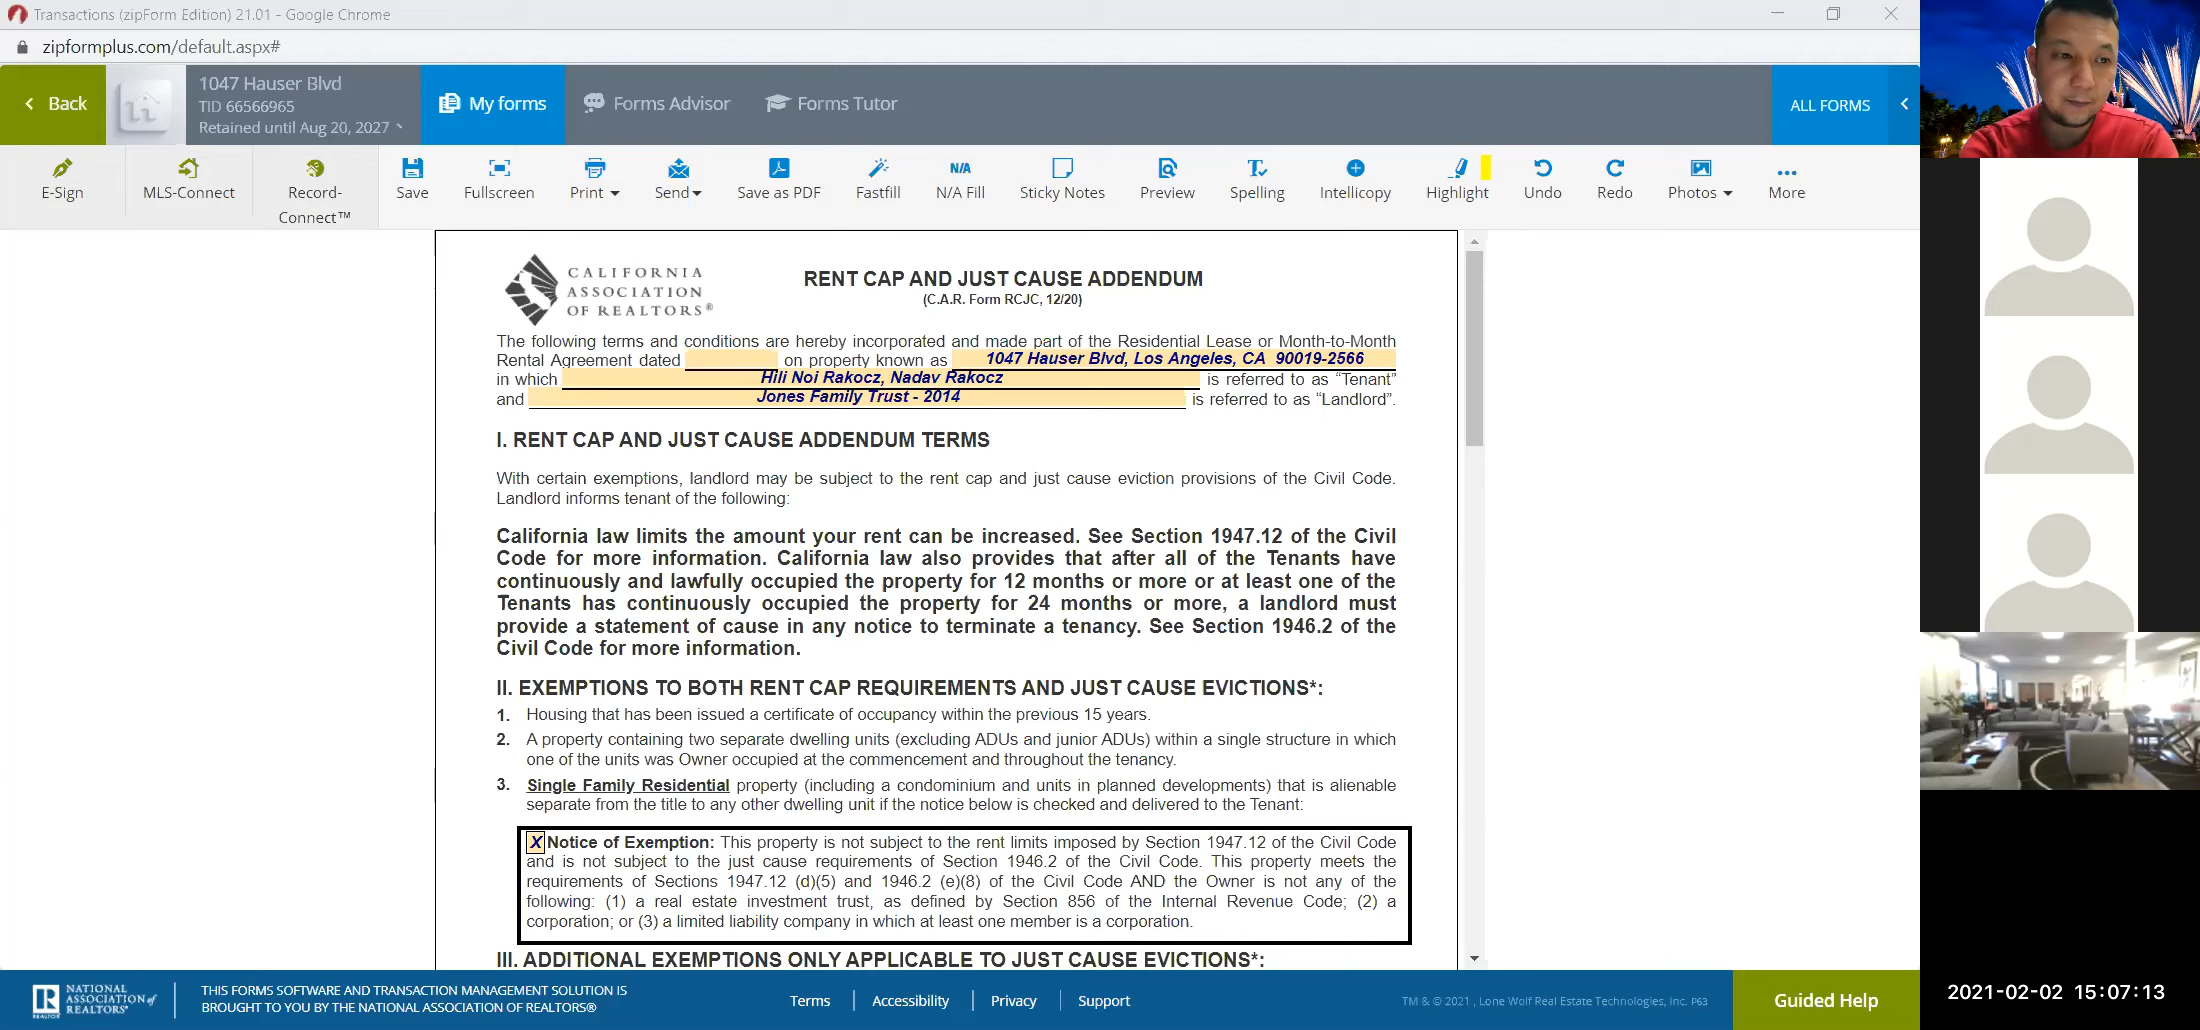 Transactions (zipForm Edition) 21.01 - Google Chrome
zipformplus.com/default.aspx#
Back
1047 Hauser Blvd
TID 66566965
Retained until Aug 20, 2027
My forms
Forms Advisor
Forms Tutor
ALL FORMS
E-Sign
MLS-Connect
Record-
Connect™
Save
Fullscreen
Print
Send
Save as PDF
Fastfill
N/A
N/A Fill
Sticky Notes
Preview
Spelling
Intellicopy
Highlight
Undo
Redo
Photos
More
CALIFORNIA
ASSOCIATION
OF REALTORS®
RENT CAP AND JUST CAUSE ADDENDUM
(C.A.R. Form RCJC, 12/20)
The following terms and conditions are hereby incorporated and made part of the Residential Lease or Month-to-Month
Rental Agreement dated on property known as 1047 Hauser Blvd, Los Angeles, CA 90019-2566
in which Hili Noi Rakocz, Nadav Rakocz is referred to as “Tenant”
and Jones Family Trust - 2014 is referred to as “Landlord”.
I. RENT CAP AND JUST CAUSE ADDENDUM TERMS
With certain exemptions, landlord may be subject to the rent cap and just cause eviction provisions of the Civil Code.
Landlord informs tenant of the following:
California law limits the amount your rent can be increased. See Section 1947.12 of the Civil
Code for more information. California law also provides that after all of the Tenants have
continuously and lawfully occupied the property for 12 months or more or at least one of the
Tenants has continuously occupied the property for 24 months or more, a landlord must
provide a statement of cause in any notice to terminate a tenancy. See Section 1946.2 of the
Civil Code for more information.
II. EXEMPTIONS TO BOTH RENT CAP REQUIREMENTS AND JUST CAUSE EVICTIONS*:
1. Housing that has been issued a certificate of occupancy within the previous 15 years.
2. A property containing two separate dwelling units (excluding ADUs and junior ADUs) within a single structure in which
one of the units was Owner occupied at the commencement and throughout the tenancy.
3. Single Family Residential property (including a condominium and units in planned developments) that is alienable
separate from the title to any other dwelling unit if the notice below is checked and delivered to the Tenant:
X Notice of Exemption: This property is not subject to the rent limits imposed by Section 1947.12 of the Civil Code
and is not subject to the just cause requirements of Section 1946.2 of the Civil Code. This property meets the
requirements of Sections 1947.12 (d)(5) and 1946.2 (e)(8) of the Civil Code AND the Owner is not any of the
following: (1) a real estate investment trust, as defined by Section 856 of the Internal Revenue Code; (2) a
corporation; or (3) a limited liability company in which at least one member is a corporation.
III. ADDITIONAL EXEMPTIONS ONLY APPLICABLE TO JUST CAUSE EVICTIONS*:
NATIONAL
ASSOCIATION of
REALTORS®
REALTOR
THIS FORMS SOFTWARE AND TRANSACTION MANAGEMENT SOLUTION IS
BROUGHT TO YOU BY THE NATIONAL ASSOCIATION OF REALTORS®
Terms
Accessibility
Privacy
Support
TM & © 2021 , Lone Wolf Real Estate Technologies, Inc. P63
Guided Help
2021-02-02 15:07:13